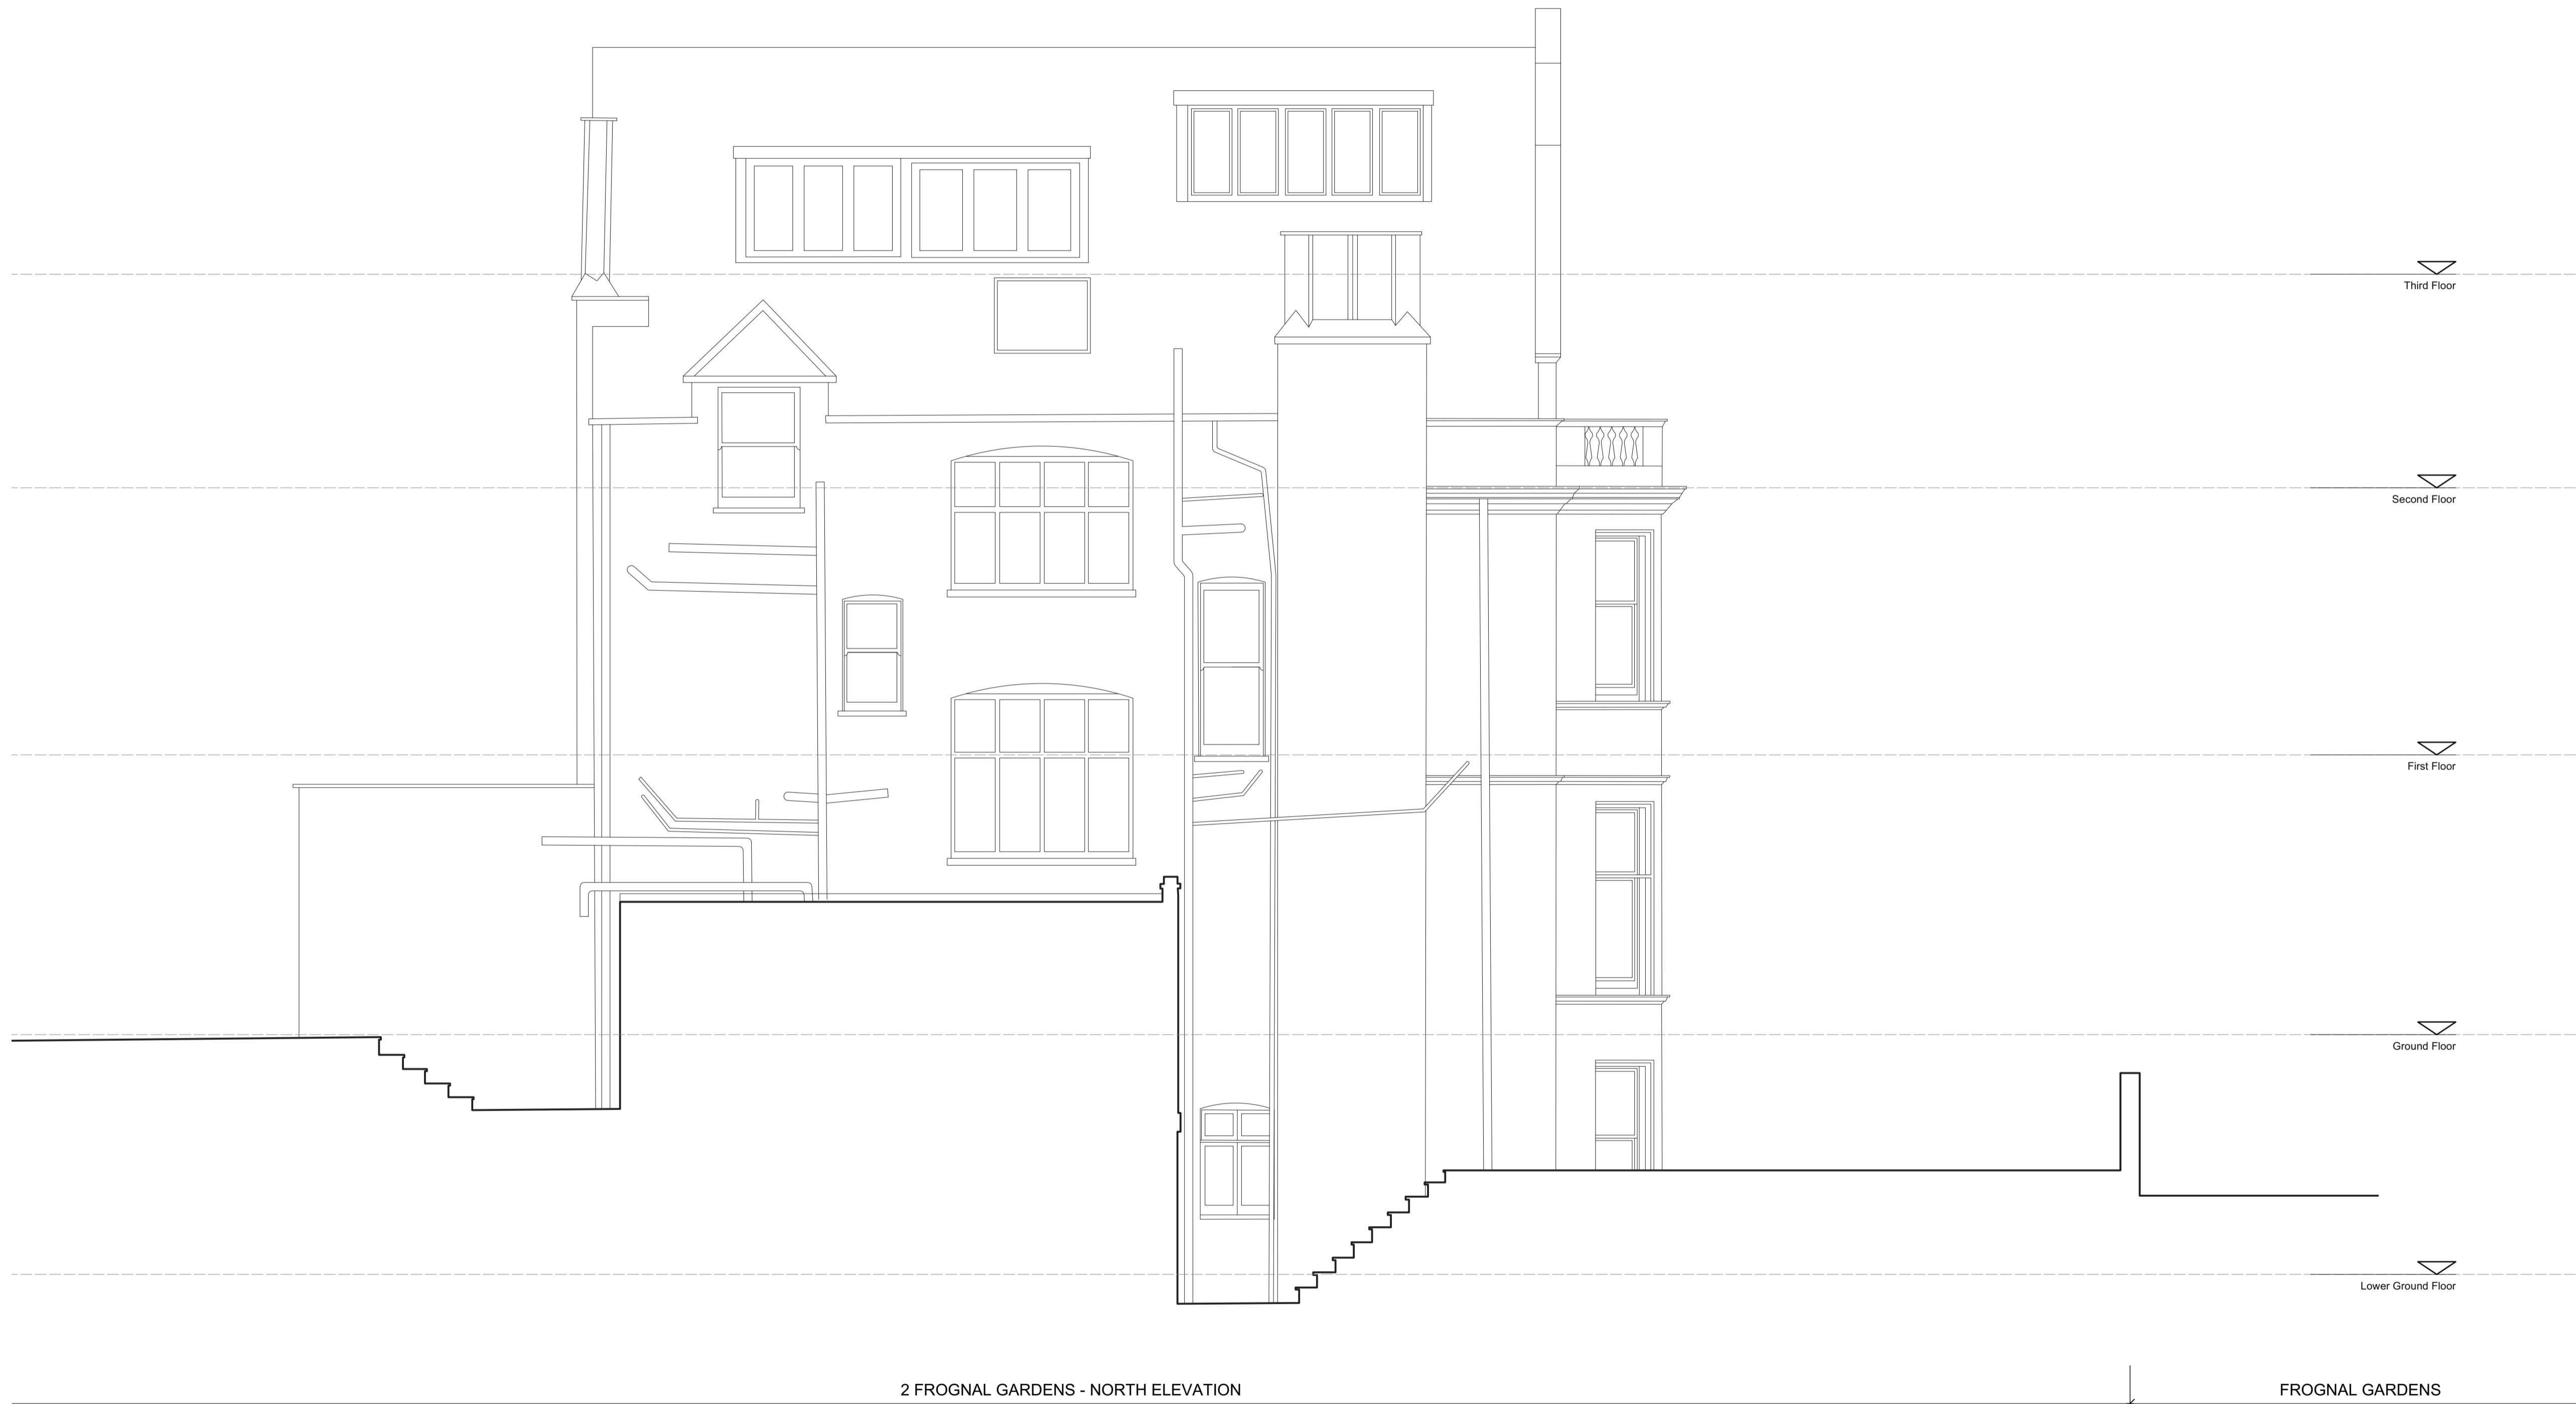 Third Floor
Second Floor
First Floor
Ground Floor
Lower Ground Floor
2 FROGNAL GARDENS - NORTH ELEVATION
FROGNAL GARDENS